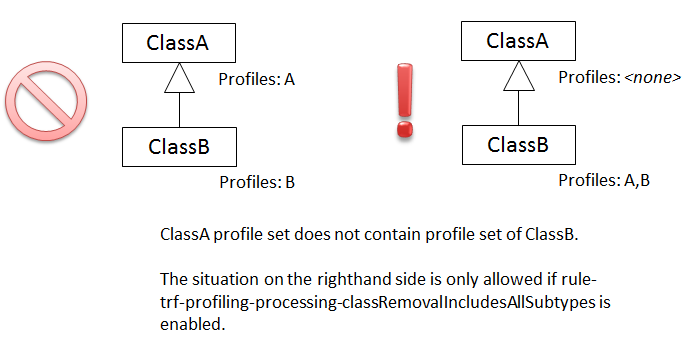 ClassA
Profiles: A
ClassB
Profiles: B
ClassA
Profiles: <none>
ClassB
Profiles: A,B
ClassA profile set does not contain profile set of ClassB.
The situation on the righthand side is only allowed if rule-
trf-profiling-processing-classRemovalIncludesAllSubtypes is
enabled.